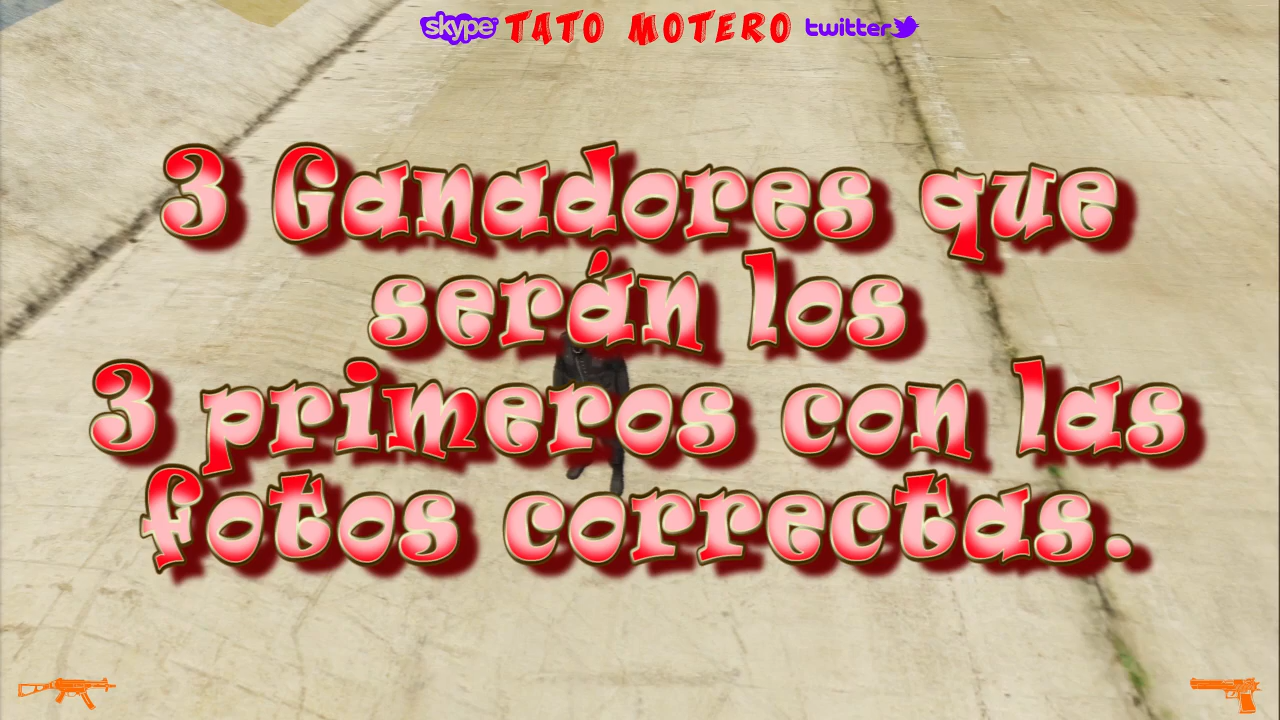 skype TATO MOTERO twitter
3 Ganadores que
serán los
3 primeros con las
fotos correctas.